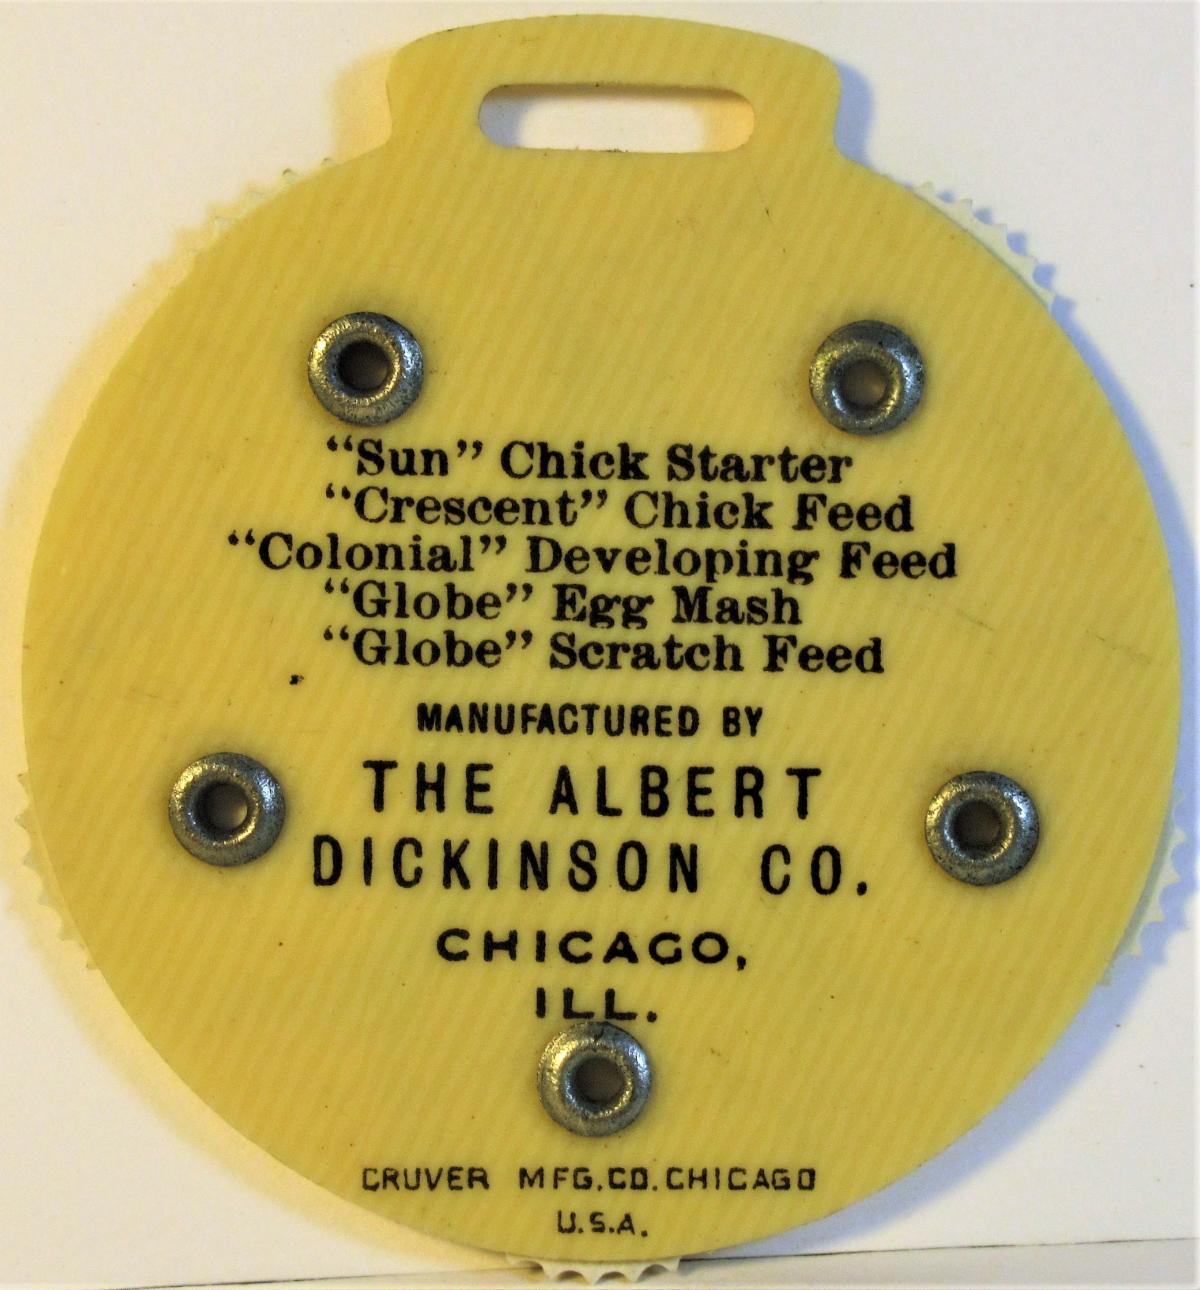 “Sun” Chick Starter
“Crescent” Chick Feed
“Colonial” Developing Feed
“Globe” Egg Mash
“Globe” Scratch Feed
MANUFACTURED BY
THE ALBERT
DICKINSON CO.
CHICAGO,
ILL.
CRUVER MFG.CO.CHICAGO
U.S.A.